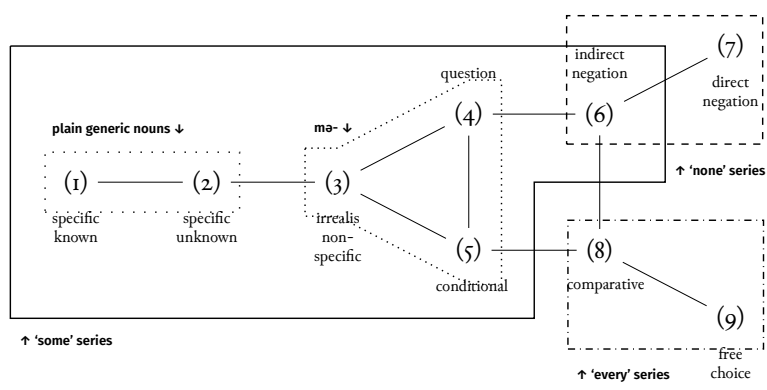 (7)
indirect
negation
direct
negation
question
(4)
(6)
plain generic nouns ↓
mə- ↓
↑ 'none' series
(1)
(2)
(3)
specific
known
specific
unknown
irrealis
non-
specific
(5)
(8)
conditional
comparative
(9)
↑ 'some' series
free
choice
↑ 'every' series